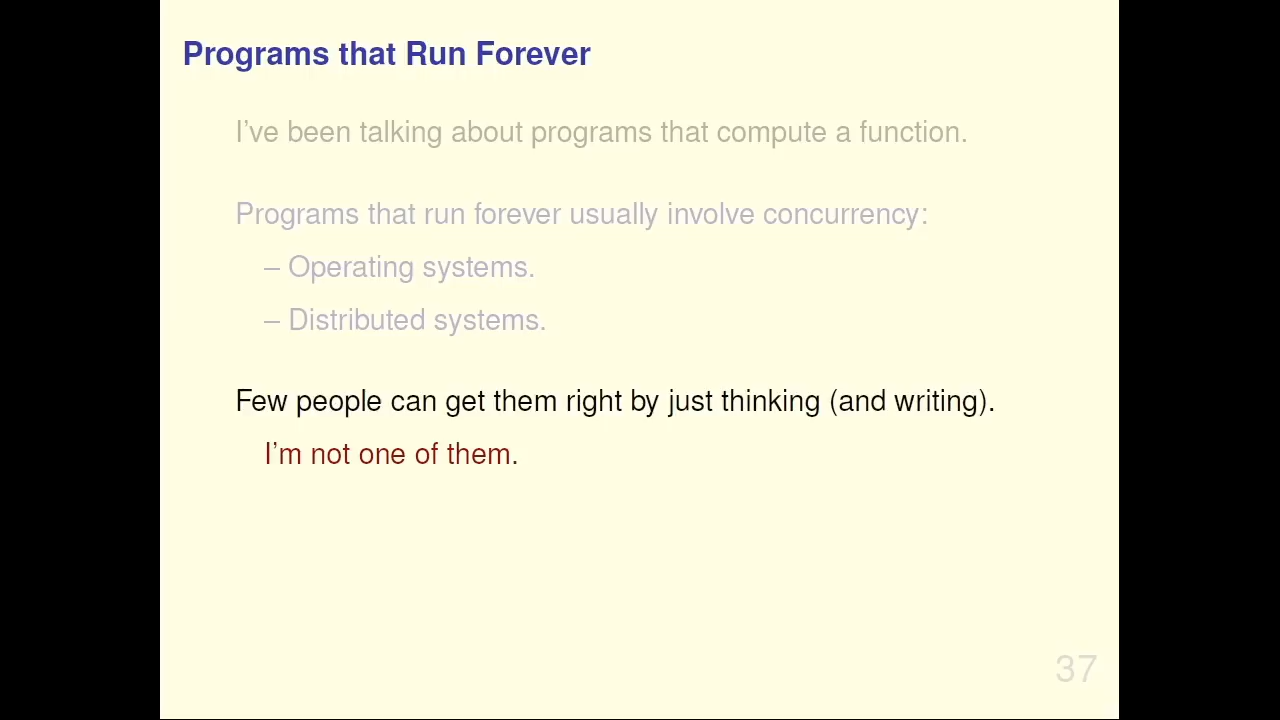 Programs that Run Forever
I've been talking about programs that compute a function.
Programs that run forever usually involve concurrency:
– Operating systems.
– Distributed systems.
Few people can get them right by just thinking (and writing).
I'm not one of them.
37